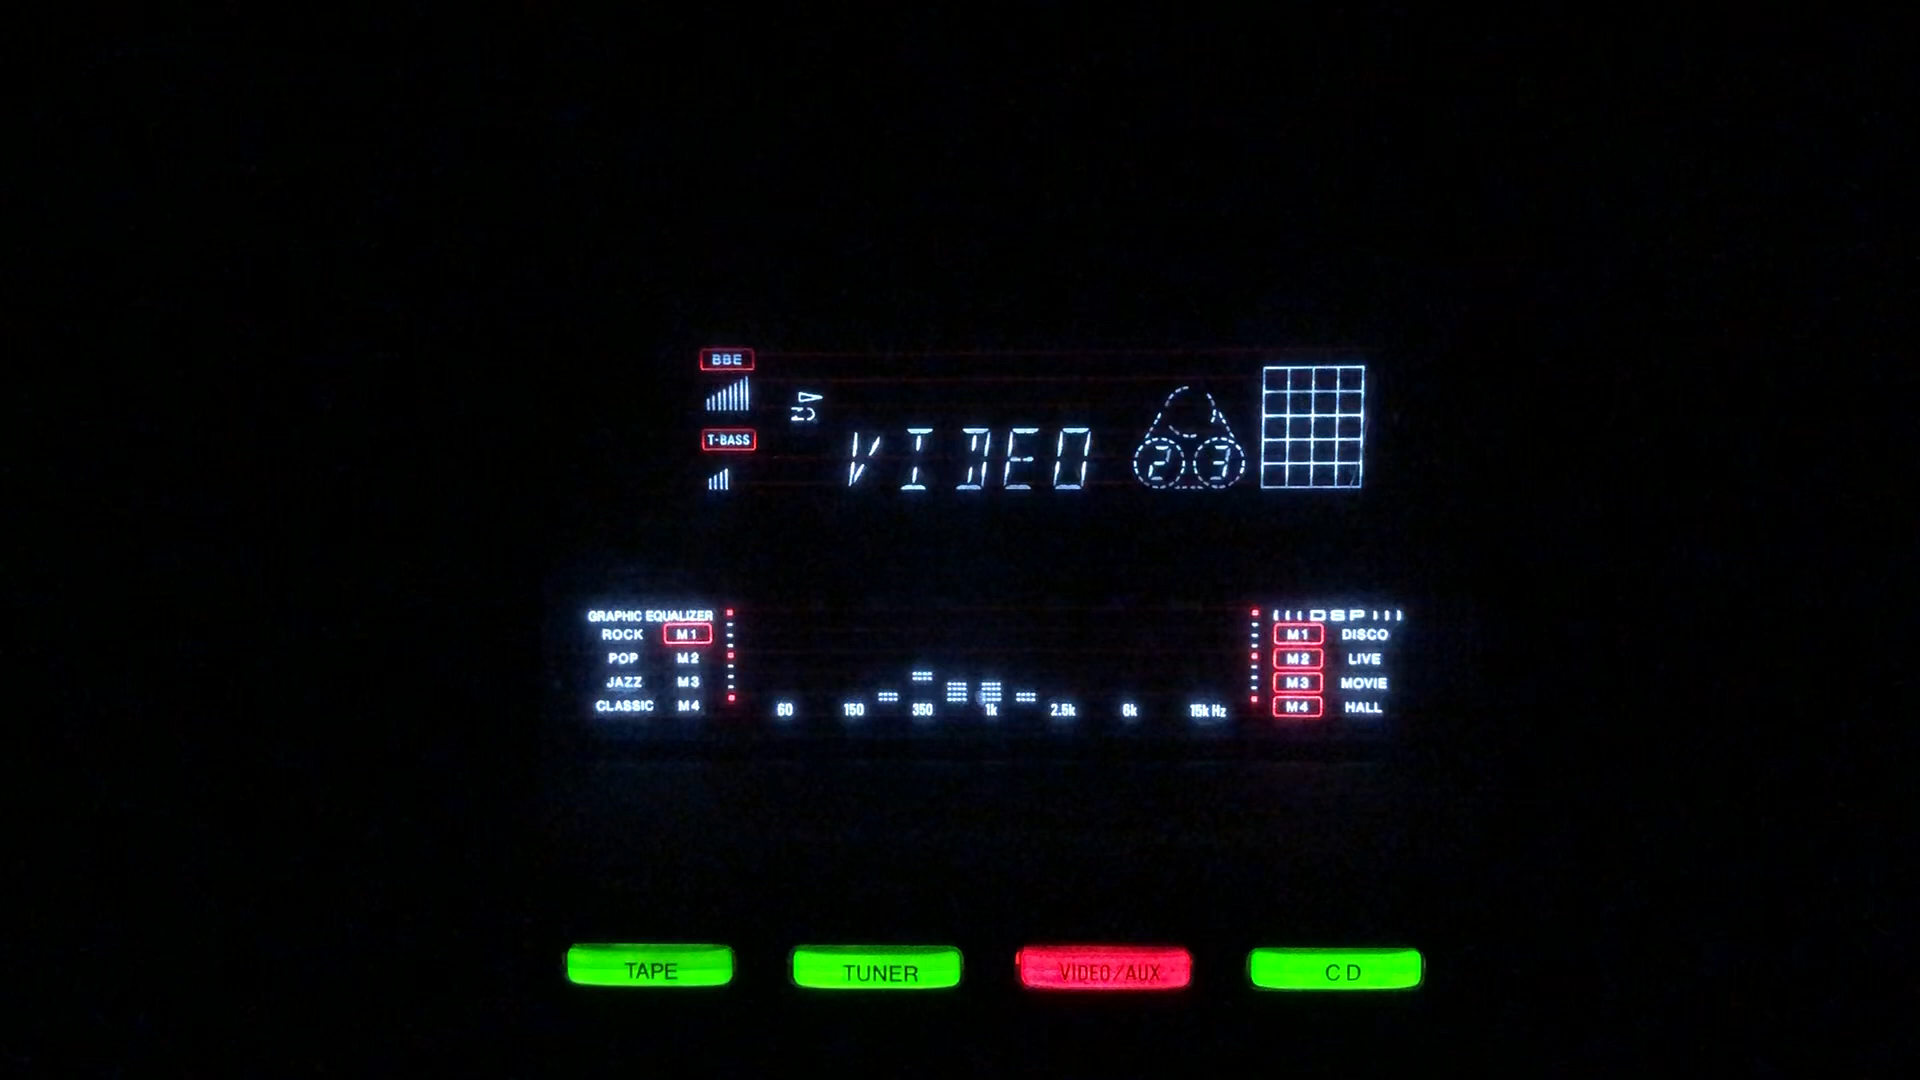 BBE
T-BASS
VIDEO
2 3
GRAPHIC EQUALIZER
ROCK M1
POP M2
JAZZ M3
CLASSIC M4
60 150 350 1k 2.5k 6k 15k Hz
DSP
M1 DISCO
M2 LIVE
M3 MOVIE
M4 HALL
TAPE TUNER VIDEO/AUX CD